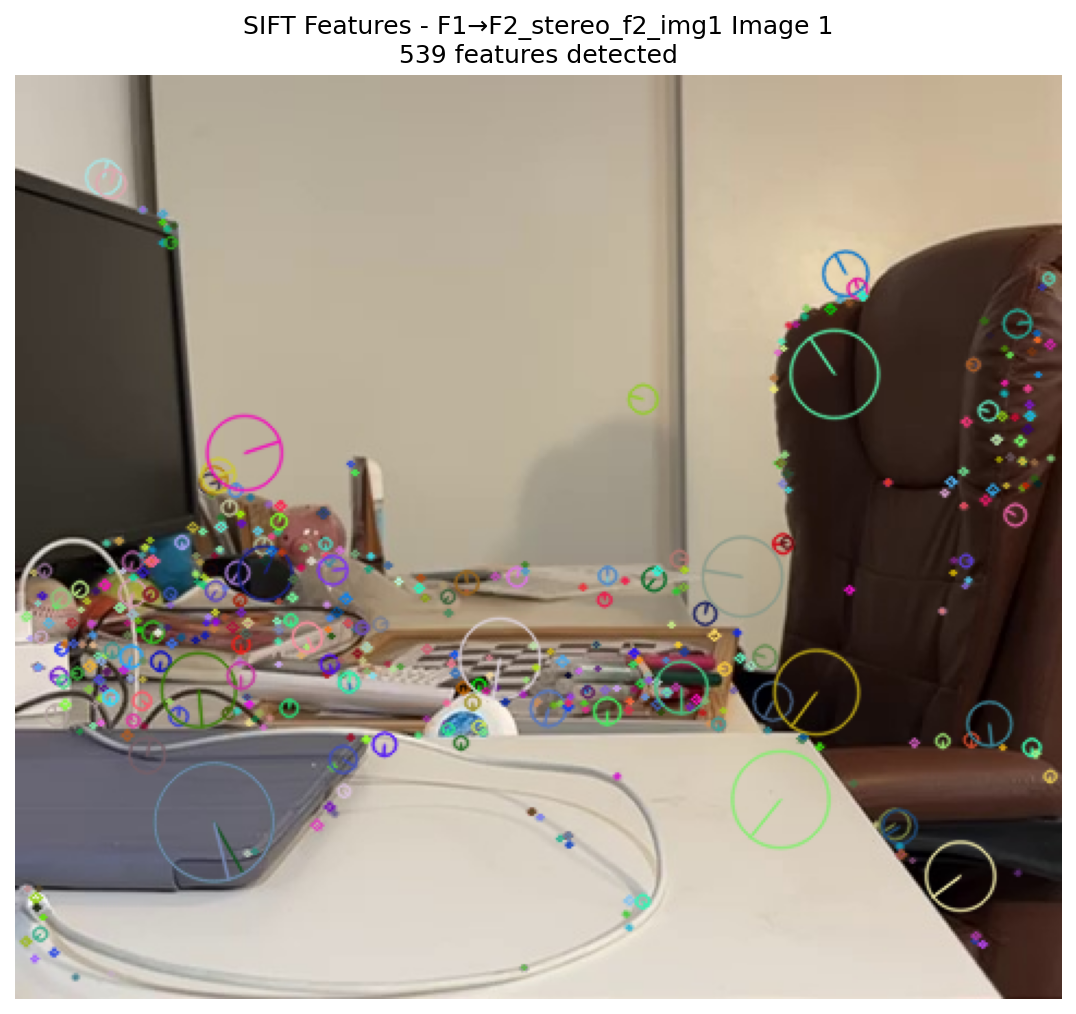 SIFT Features - F1→F2_stereo_f2_img1 Image 1
539 features detected